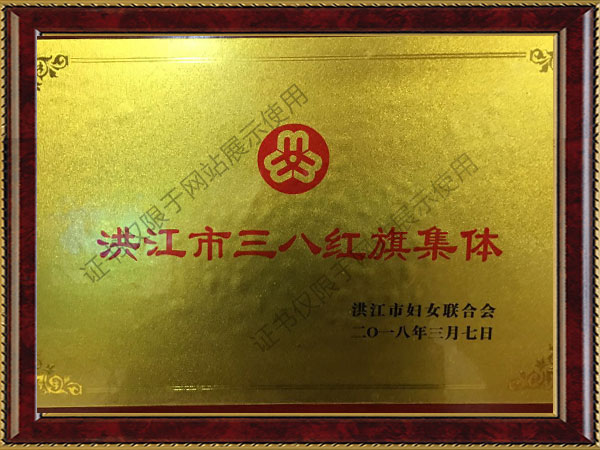 洪江市三八红旗集体
洪江市妇女联合会
二〇一八年三月七日
证书仅限于网站展示使用
证书仅限于网站展示使用